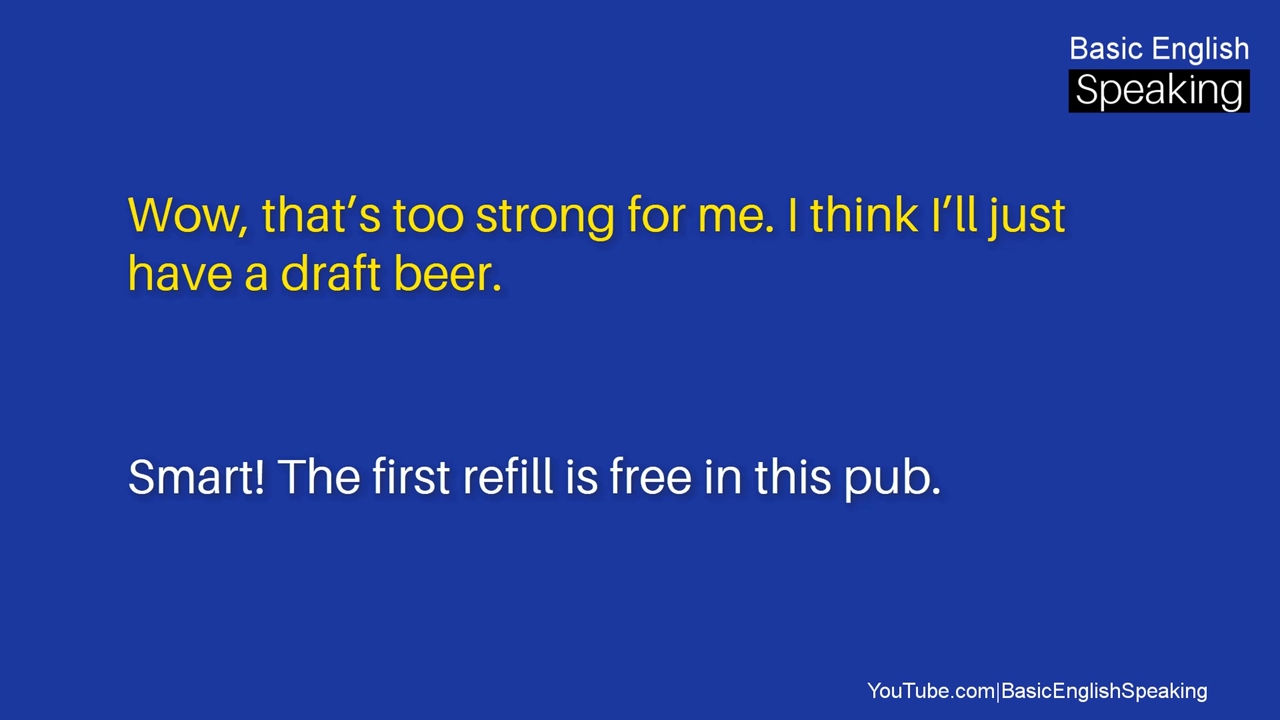 Basic English
Speaking
Wow, that’s too strong for me. I think I’ll just
have a draft beer.
Smart! The first refill is free in this pub.
YouTube.com|BasicEnglishSpeaking